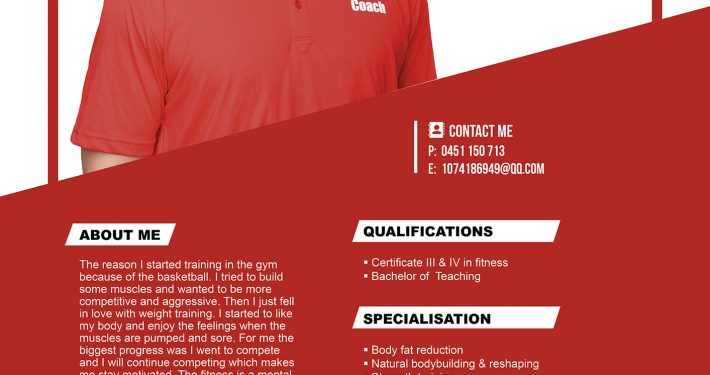 Coach
CONTACT ME
P: 0451 150 713
E: 1074186949@QQ.COM
ABOUT ME
The reason I started training in the gym
because of the basketball. I tried to build
some muscles and wanted to be more
competitive and aggressive. Then I just fell
in love with weight training. I started to like
my body and enjoy the feelings when the
muscles are pumped and sore. For me the
biggest progress was I went to compete
and I will continue competing which makes
me stay motivated. The fitness is a mental
QUALIFICATIONS
▪ Certificate III & IV in fitness
▪ Bachelor of Teaching
SPECIALISATION
▪ Body fat reduction
▪ Natural bodybuilding & reshaping